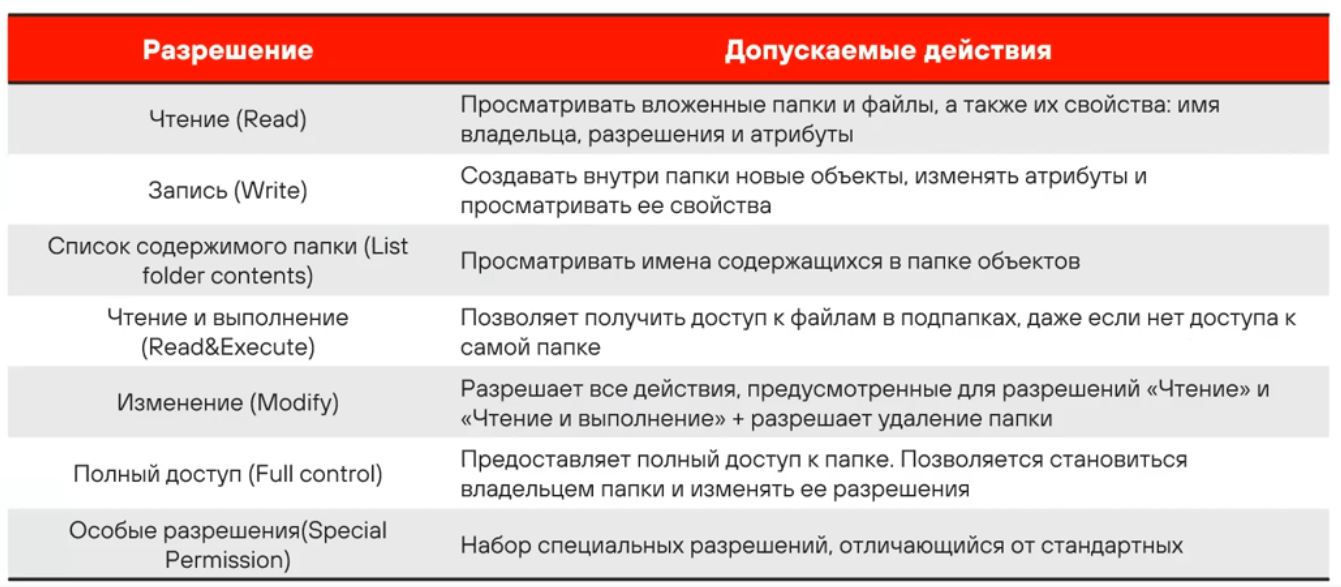 Разрешение
Допускаемые действия
Чтение (Read)
Просматривать вложенные папки и файлы, а также их свойства: имя
владельца, разрешения и атрибуты
Запись (Write)
Создавать внутри папки новые объекты, изменять атрибуты и
просматривать ее свойства
Список содержимого папки (List
folder contents)
Просматривать имена содержащихся в папке объектов
Чтение и выполнение
(Read&Execute)
Позволяет получить доступ к файлам в подпапках, даже если нет доступа к
самой папке
Изменение (Modify)
Разрешает все действия, предусмотренные для разрешений «Чтение» и
«Чтение и выполнение» + разрешает удаление папки
Полный доступ (Full control)
Предоставляет полный доступ к папке. Позволяется становиться
владельцем папки и изменять ее разрешения
Особые разрешения(Special
Permission)
Набор специальных разрешений, отличающийся от стандартных